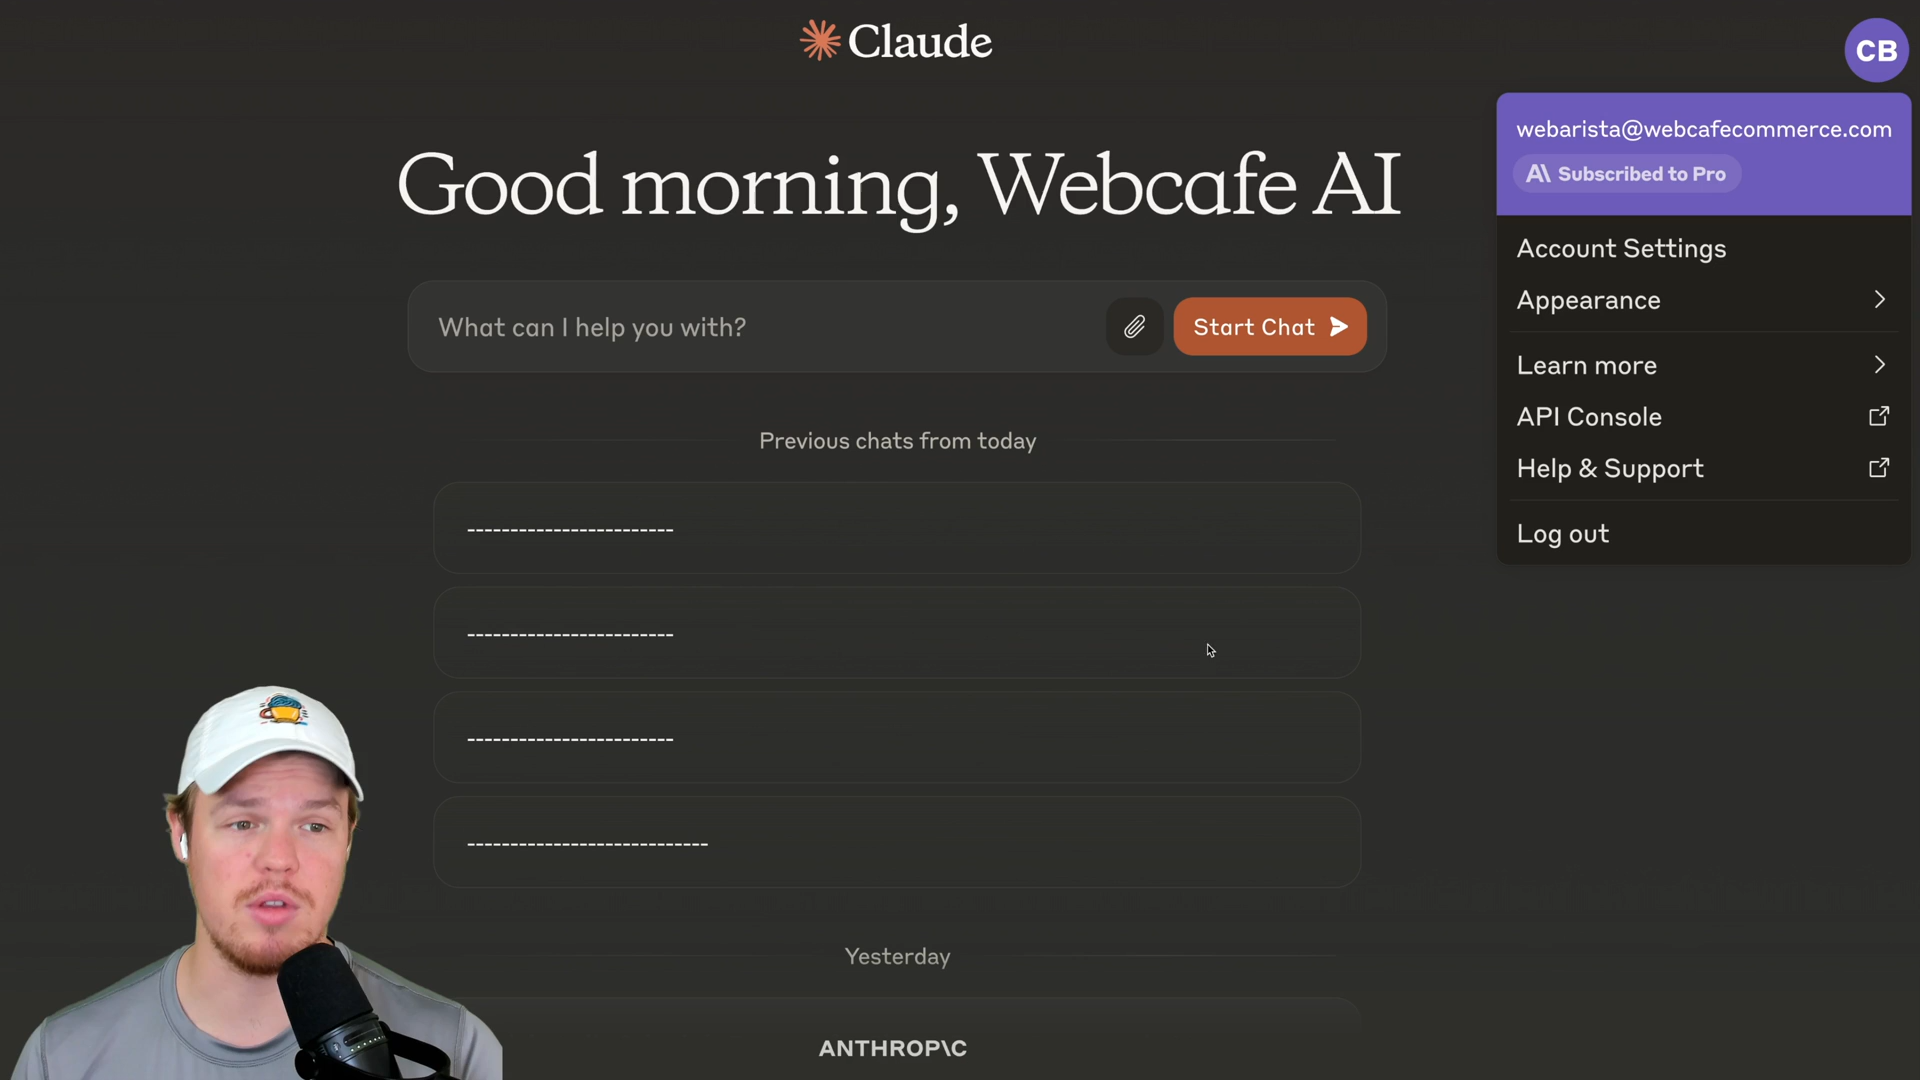 Claude
CB
webarista@webcafecommerce.com
Subscribed to Pro
Good morning, Webcafe AI
Account Settings
Appearance
What can I help you with?
Start Chat
Learn more
API Console
Previous chats from today
Help & Support
------------------------
Log out
------------------------
------------------------
----------------------------
Yesterday
ANTHROP\C